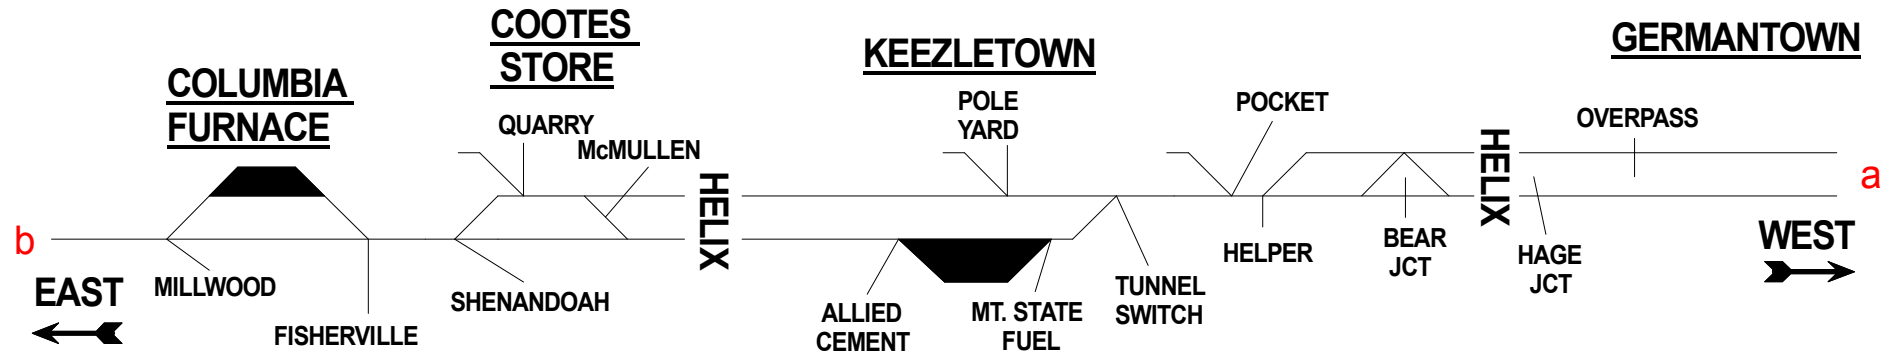 COOTES
STORE
KEEZLETOWN
GERMANTOWN
COLUMBIA
FURNACE
POLE
YARD
POCKET
OVERPASS
QUARRY
McMULLEN
HELIX
HELIX
a
b
EAST
MILLWOOD
FISHERVILLE
SHENANDOAH
ALLIED
CEMENT
MT. STATE
FUEL
TUNNEL
SWITCH
HELPER
BEAR
JCT
HAGE
JCT
WEST